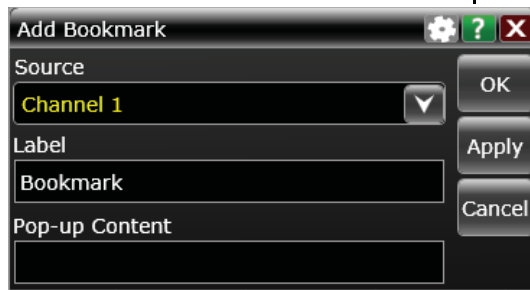 Add Bookmark ?  X
Source
Channel 1
OK
Label
Apply
Bookmark
Cancel
Pop-up Content